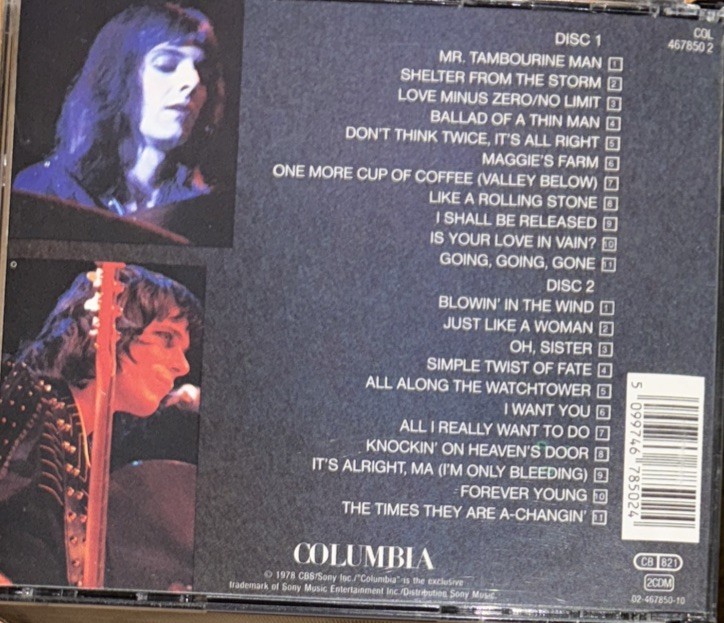 COL
467850 2
DISC 1
MR. TAMBOURINE MAN 1
SHELTER FROM THE STORM 2
LOVE MINUS ZERO/NO LIMIT 3
BALLAD OF A THIN MAN 4
DON'T THINK TWICE, IT'S ALL RIGHT 5
MAGGIE'S FARM 6
ONE MORE CUP OF COFFEE (VALLEY BELOW) 7
LIKE A ROLLING STONE 8
I SHALL BE RELEASED 9
IS YOUR LOVE IN VAIN? 10
GOING, GOING, GONE 11
DISC 2
BLOWIN' IN THE WIND 1
JUST LIKE A WOMAN 2
OH, SISTER 3
SIMPLE TWIST OF FATE 4
ALL ALONG THE WATCHTOWER 5
I WANT YOU 6
ALL I REALLY WANT TO DO 7
KNOCKIN' ON HEAVEN'S DOOR 8
IT'S ALRIGHT, MA (I'M ONLY BLEEDING) 9
FOREVER YOUNG 10
THE TIMES THEY ARE A-CHANGIN' 11
5 099746 785024
COLUMBIA
© 1978 CBS/Sony Inc./"Columbia" is the exclusive
trademark of Sony Music Entertainment Inc./Distribution Sony Music.
CB 821
2CDM
02-467850-10